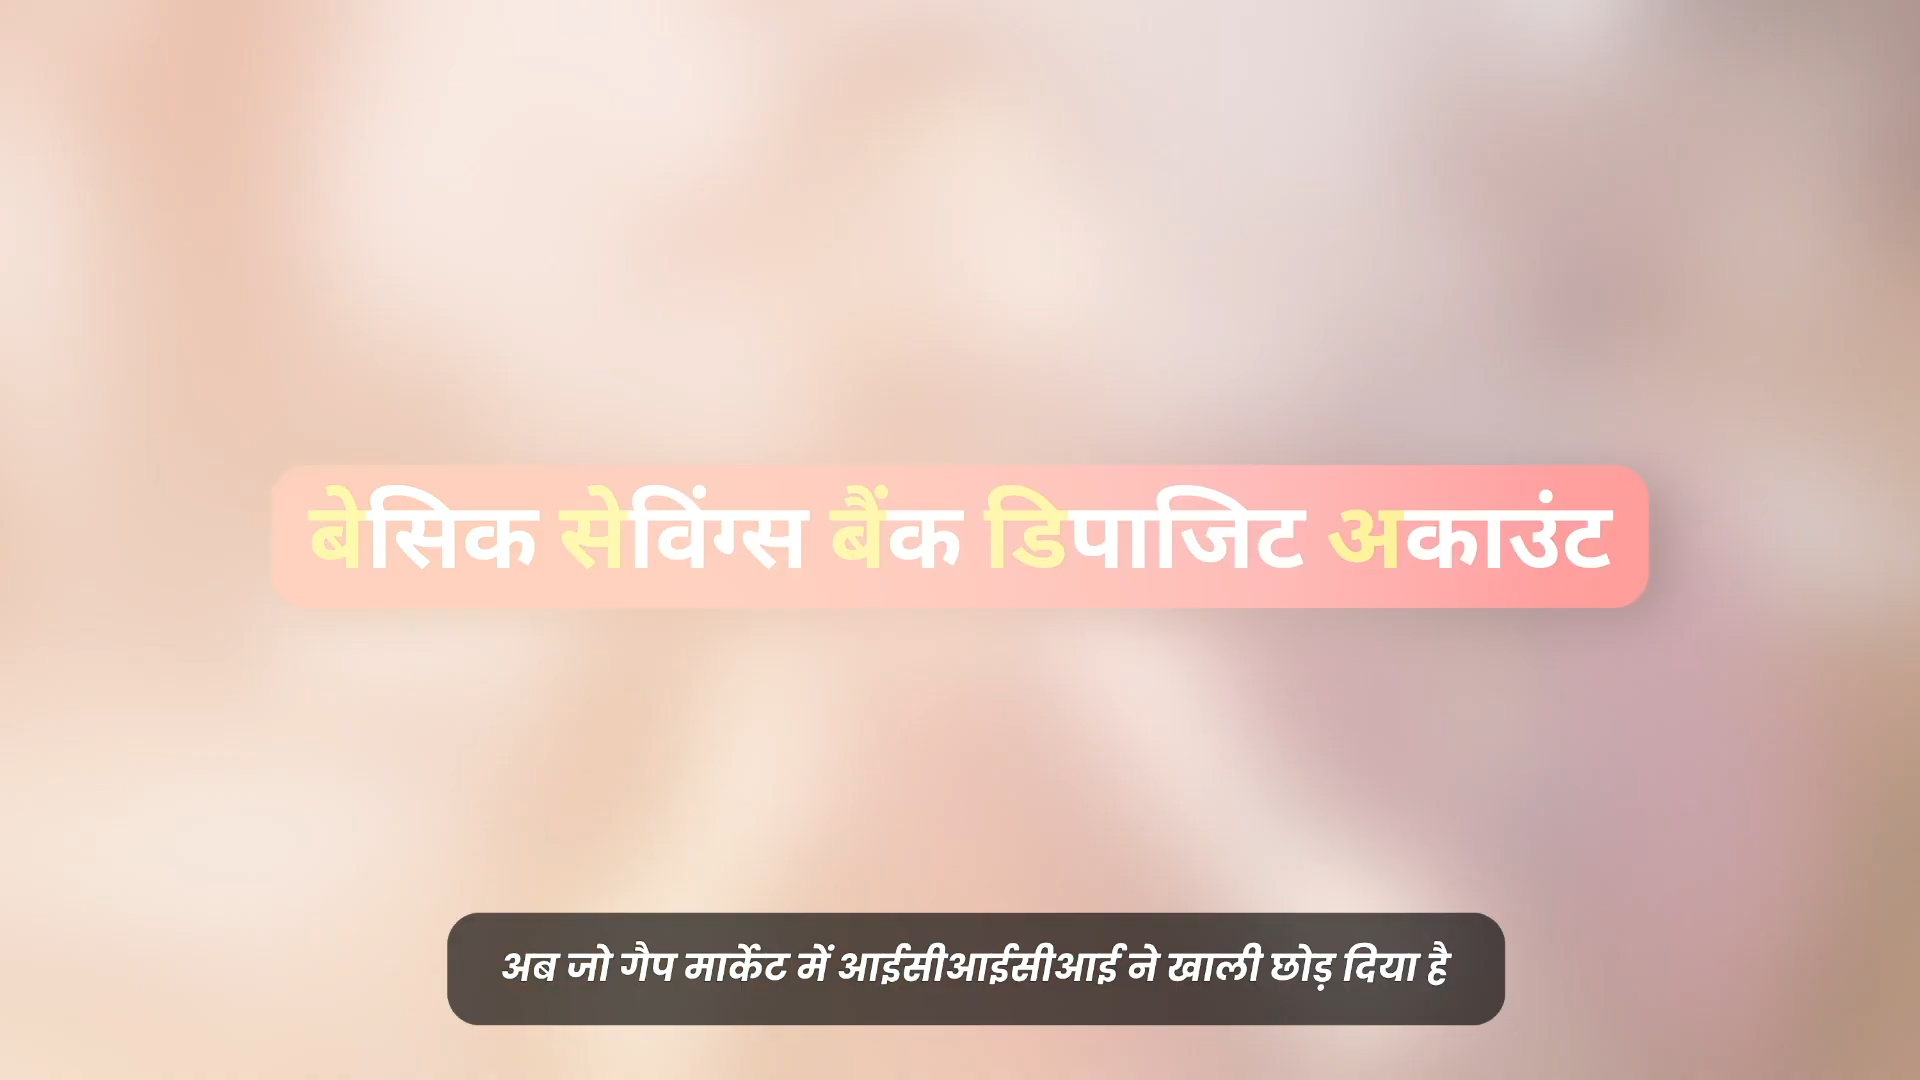 बेसिक सेविंग्स बैंक डिपाजिट अकाउंट
अब जो गैप मार्केट में आईसीआईसीआई ने खाली छोड़ दिया है